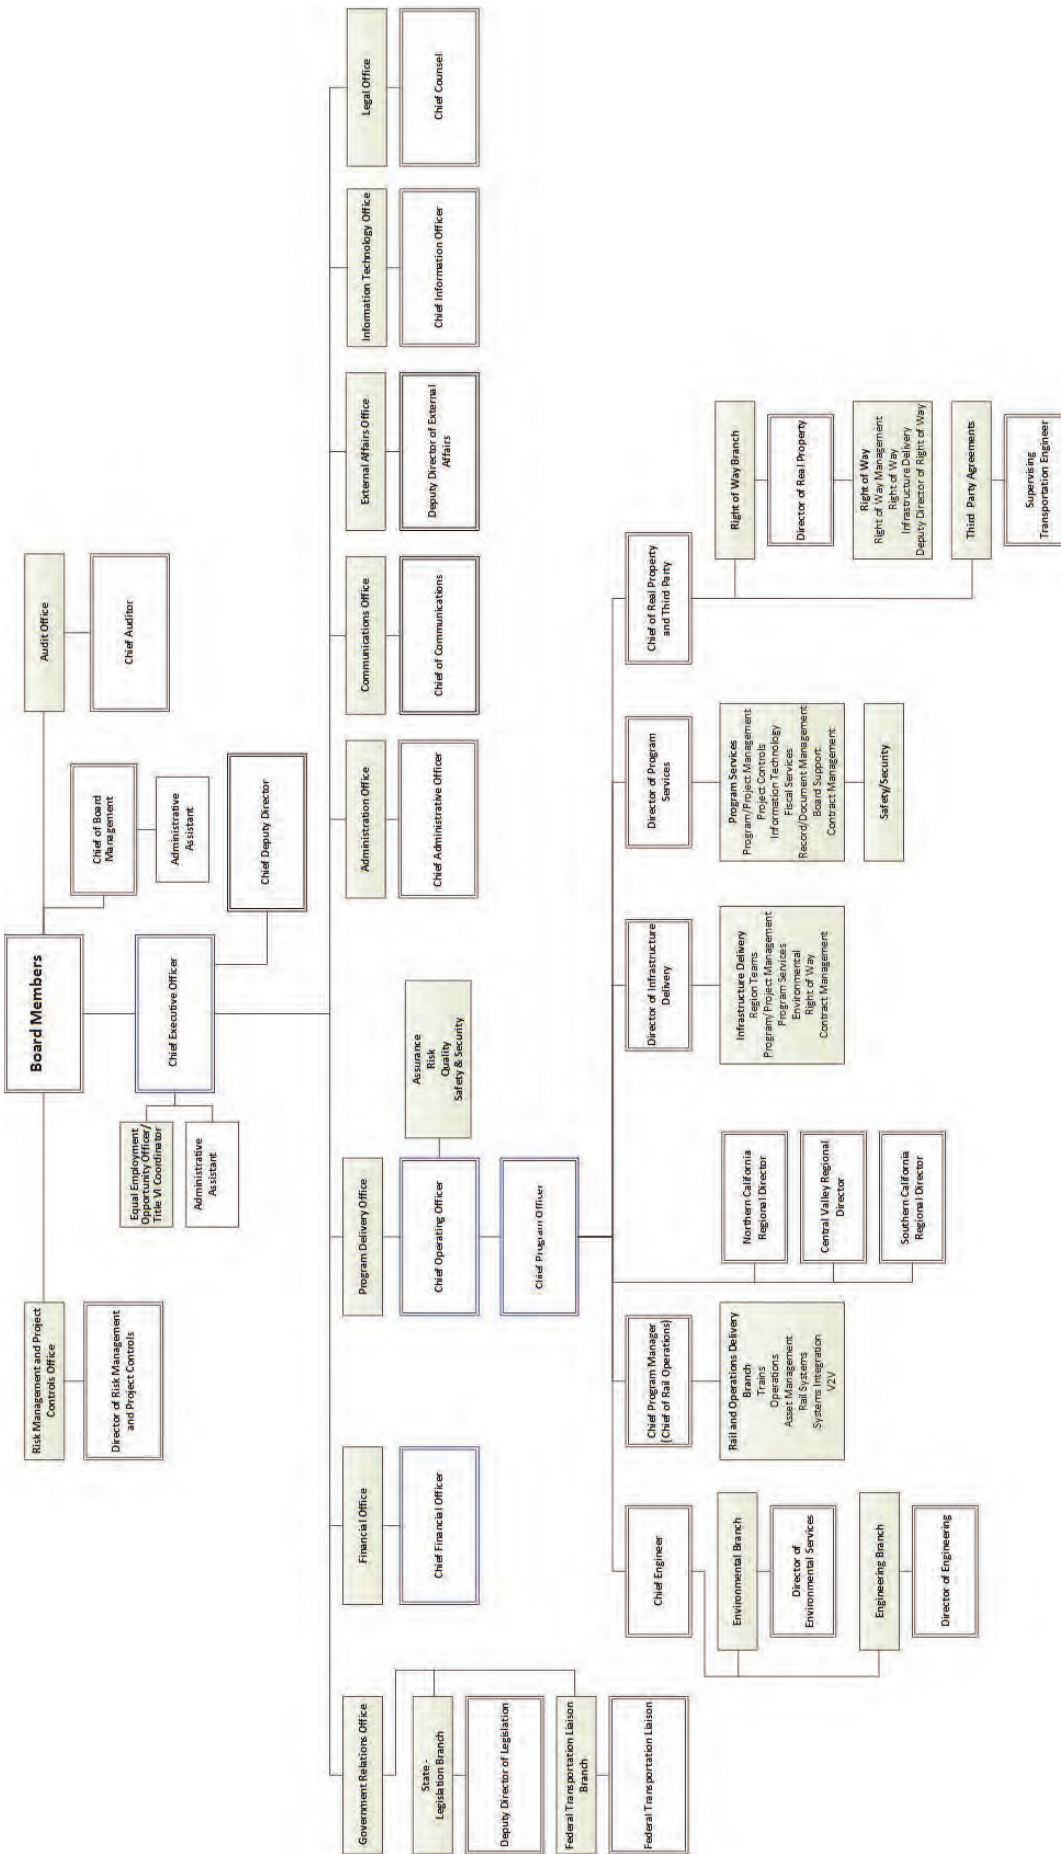 Board Members
Risk Management and Project
Controls Office
Director of Risk Management
and Project Controls
Audit Office
Chief Auditor
Chief of Board
Management
Administrative
Assistant
Chief Executive Officer
Equal Employment
Opportunity Officer/
Title VI Coordinator
Administrative
Assistant
Chief Deputy Director
Government Relations Office
State -
Legislation Branch
Deputy Director of Legislation
Federal Transportation Liaison
Branch
Federal Transportation Liaison
Financial Office
Chief Financial Officer
Program Delivery Office
Chief Operating Officer
Assurance
Risk
Quality
Safety & Security
Chief Program Officer
Administration Office
Chief Administrative Officer
Communications Office
Chief of Communications
External Affairs Office
Deputy Director of External
Affairs
Information Technology Office
Chief Information Officer
Legal Office
Chief Counsel
Chief Engineer
Environmental Branch
Director of
Environmental Services
Engineering Branch
Director of Engineering
Chief Program Manager
(Chief of Rail Operations)
Rail and Operations Delivery
Branch
Trains
Operations
Asset Management
Rail Systems
Systems Integration
V2V
Northern California
Regional Director
Central Valley Regional
Director
Southern California
Regional Director
Director of Infrastructure
Delivery
Infrastructure Delivery
Region Teams
Program/Project Management
Program Services
Environmental
Right of Way
Contract Management
Director of Program
Services
Program Services
Program/Project Management
Project Controls
Information Technology
Fiscal Services
Record/Document Management
Board Support
Contract Management
Safety/Security
Chief of Real Property
and Third Party
Right of Way Branch
Director of Real Property
Right of Way
Right of Way Management
Right of Way
Infrastructure Delivery
Deputy Director of Right of Way
Third Party Agreements
Supervising
Transportation Engineer